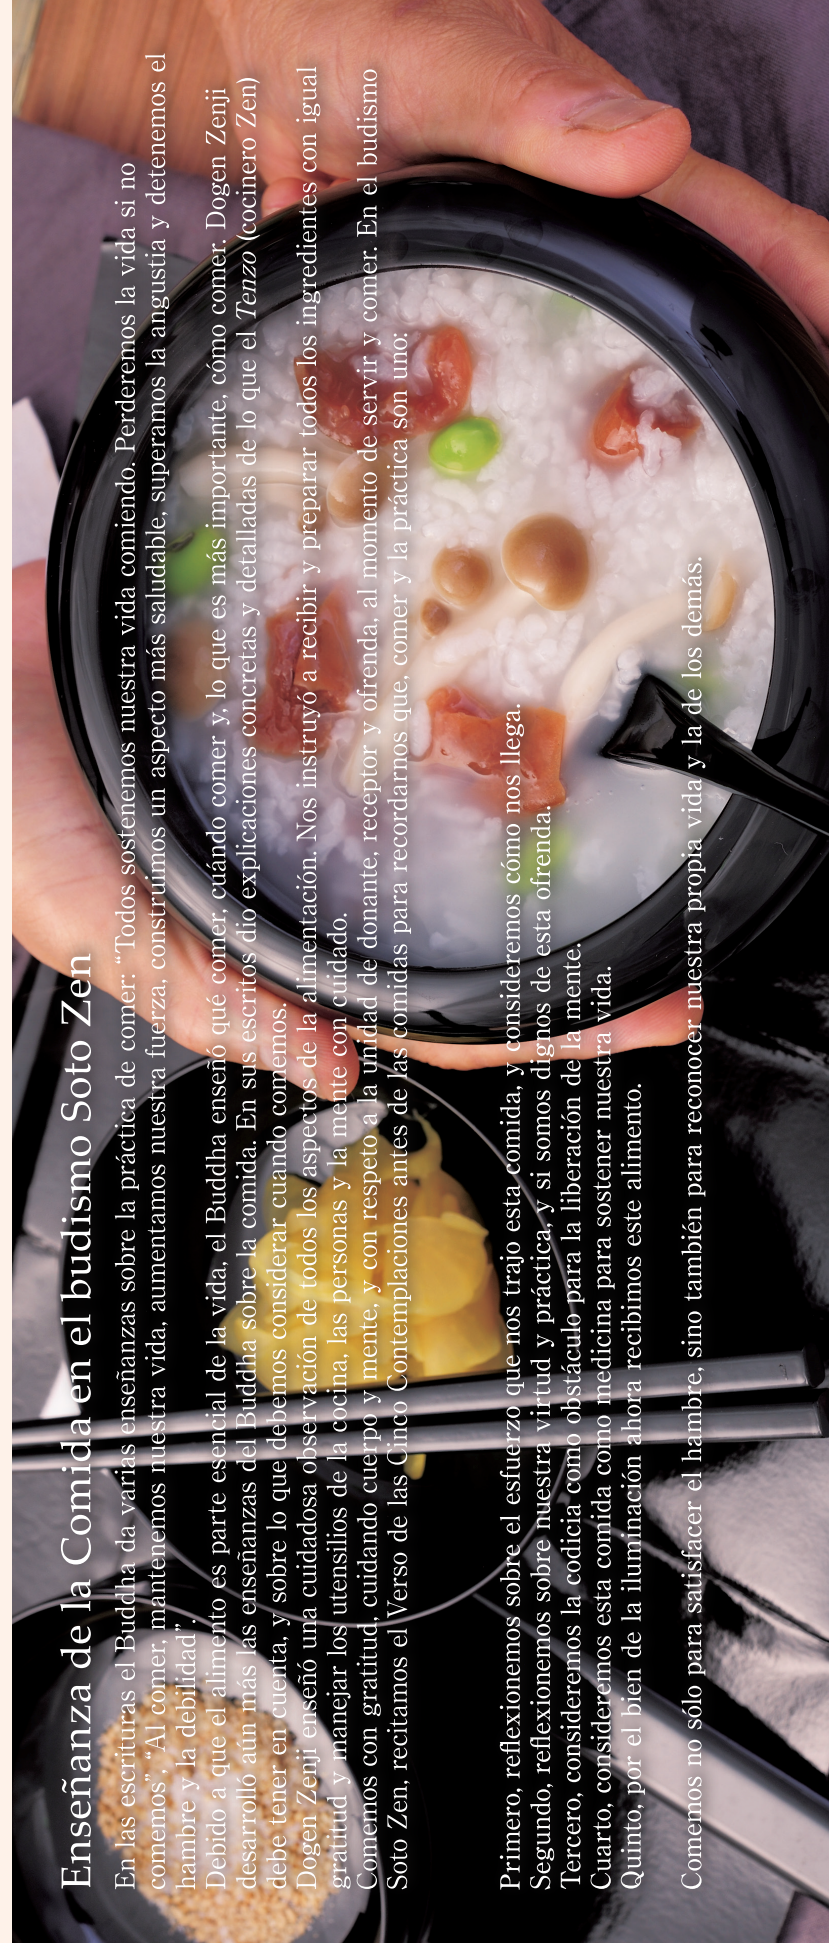 Enseñanza de la Comida en el budismo Soto Zen
En las escrituras el Buddha da varias enseñanzas sobre la práctica de comer: “Todos sostenemos nuestra vida comiendo. Perderemos la vida si no
comemos”, “Al comer, mantenemos nuestra vida, aumentamos nuestra fuerza, construimos un aspecto más saludable, superamos la angustia y detenemos el
hambre y la debilidad”.
Debido a que el alimento es parte esencial de la vida, el Buddha enseñó qué comer, cuándo comer y, lo que es más importante, cómo comer. Dogen Zenji
desarrolló aún más las enseñanzas del Buddha sobre la comida. En sus escritos dio explicaciones concretas y detalladas de lo que el Tenzo (cocinero Zen)
debe tener en cuenta, y sobre lo que debemos considerar cuando comemos.
Dogen Zenji enseñó una cuidadosa observación de todos los aspectos de la alimentación. Nos instruyó a recibir y preparar todos los ingredientes con igual
gratitud y manejar los utensilios de la cocina, las personas y la mente con cuidado.
Comemos con gratitud, cuidando cuerpo y mente, y con respeto a la unidad de donante, receptor y ofrenda, al momento de servir y comer. En el budismo
Soto Zen, recitamos el Verso de las Cinco Contemplaciones antes de las comidas para recordarnos que, comer y la práctica son uno:
Primero, reflexionemos sobre el esfuerzo que nos trajo esta comida, y consideremos cómo nos llega.
Segundo, reflexionemos sobre nuestra virtud y práctica, y si somos dignos de esta ofrenda.
Tercero, consideremos la codicia como obstáculo para la liberación de la mente.
Cuarto, consideremos esta comida como medicina para sostener nuestra vida.
Quinto, por el bien de la iluminación ahora recibimos este alimento.
Comemos no sólo para satisfacer el hambre, sino también para reconocer nuestra propia vida y la de los demás.